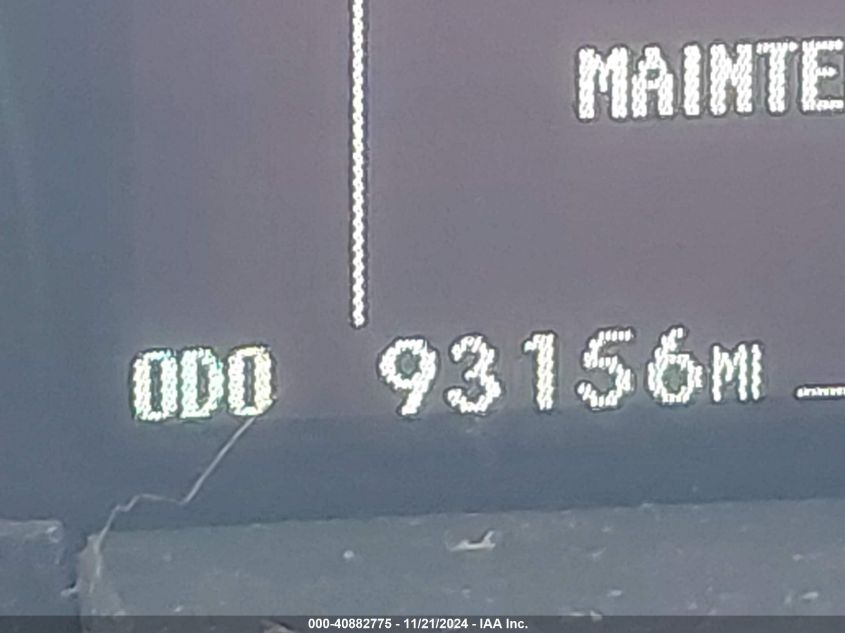 MAINTE
ODO 93156MI
000-40882775 - 11/21/2024 - IAA Inc.